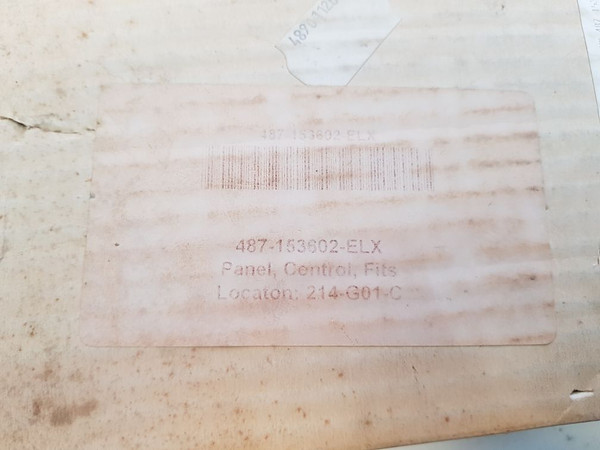 487-153602-ELX
487-153602-ELX
Panel, Control, Fits
Locaton: 214-G01-C